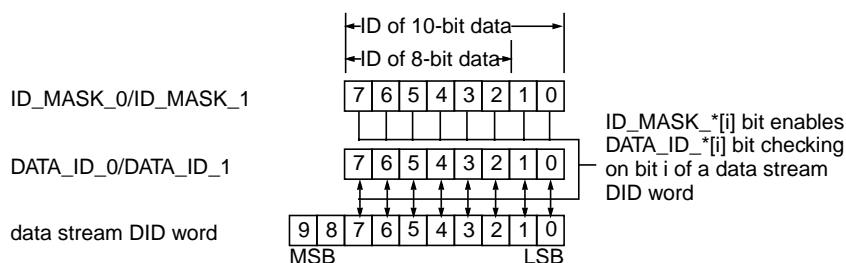 ID of 10-bit data
ID of 8-bit data
ID_MASK_0/ID_MASK_1
7 6 5 4 3 2 1 0
DATA_ID_0/DATA_ID_1
7 6 5 4 3 2 1 0
ID_MASK_*[i] bit enables
DATA_ID_*[i] bit checking
on bit i of a data stream
DID word
data stream DID word
9 8 7 6 5 4 3 2 1 0
MSB LSB